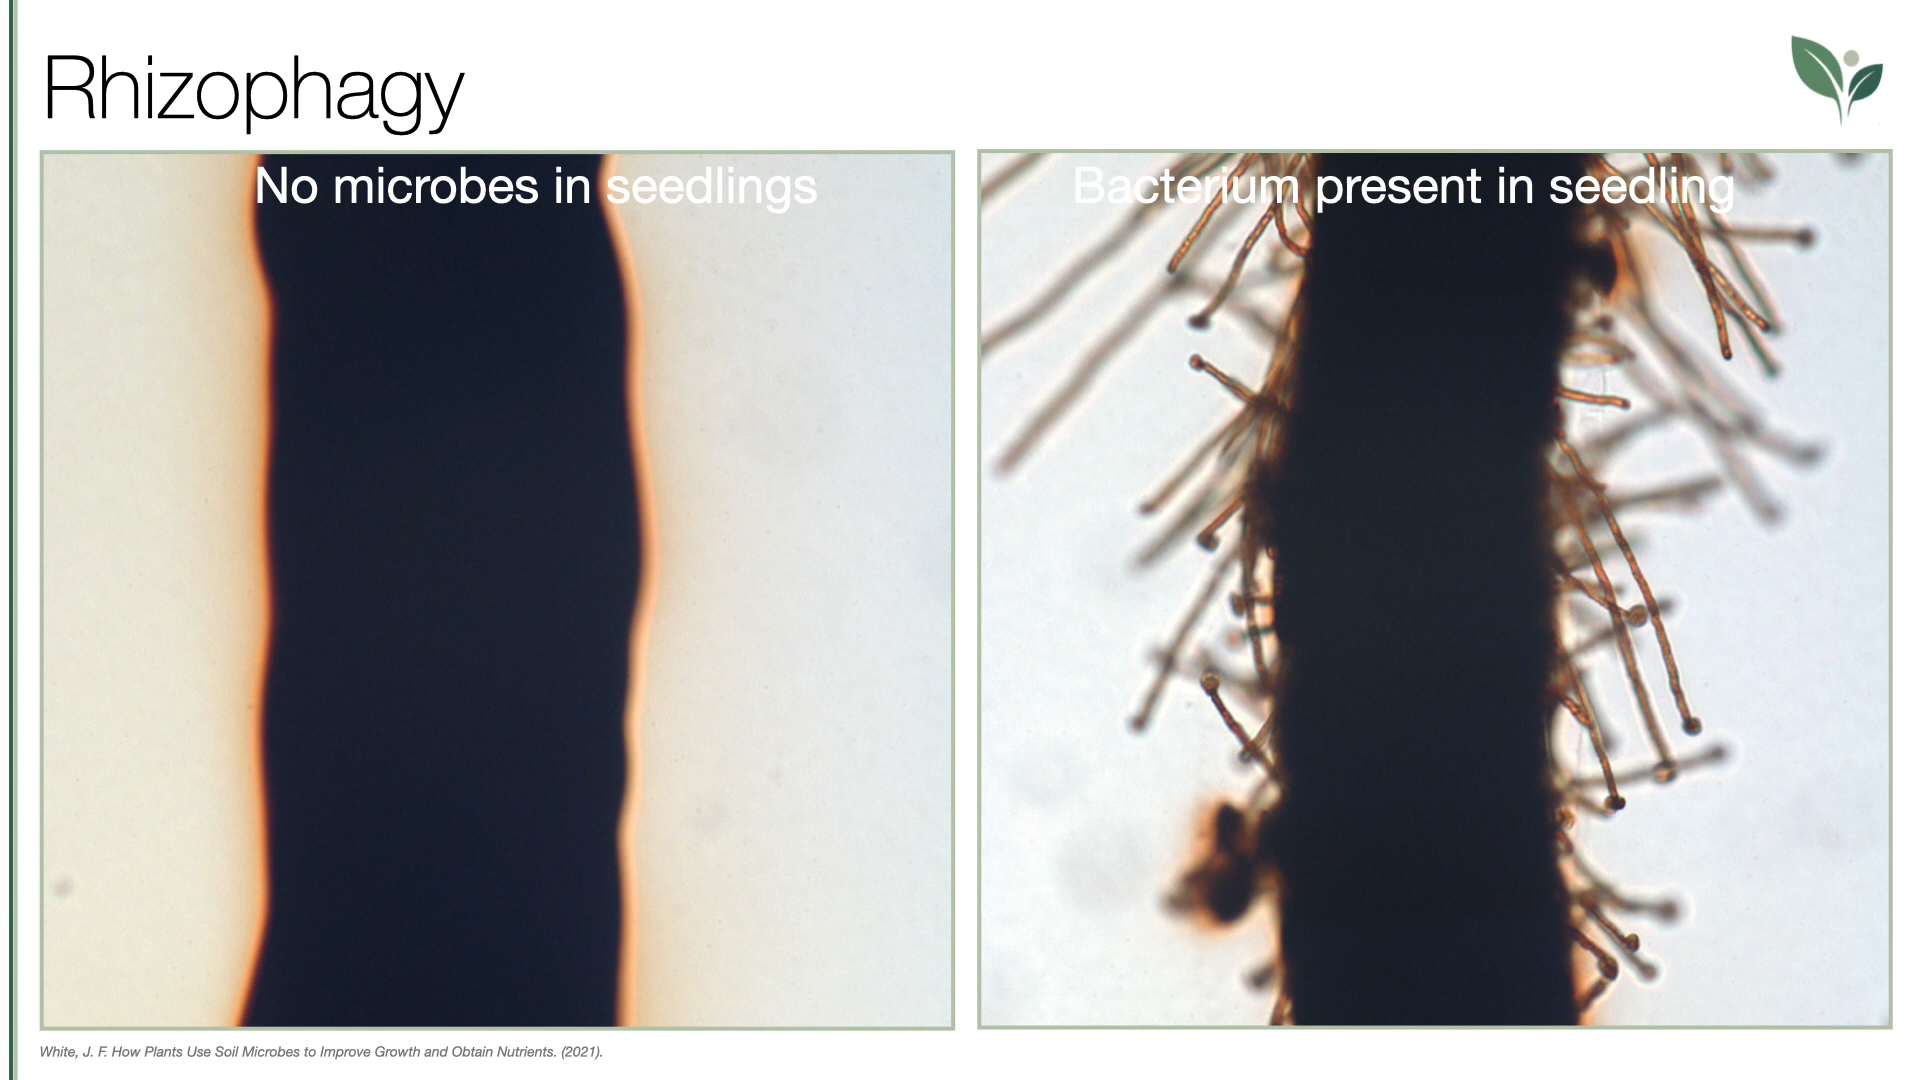 Rhizophagy
No microbes in seedlings
Bacterium present in seedling
White, J. F. How Plants Use Soil Microbes to Improve Growth and Obtain Nutrients. (2021).